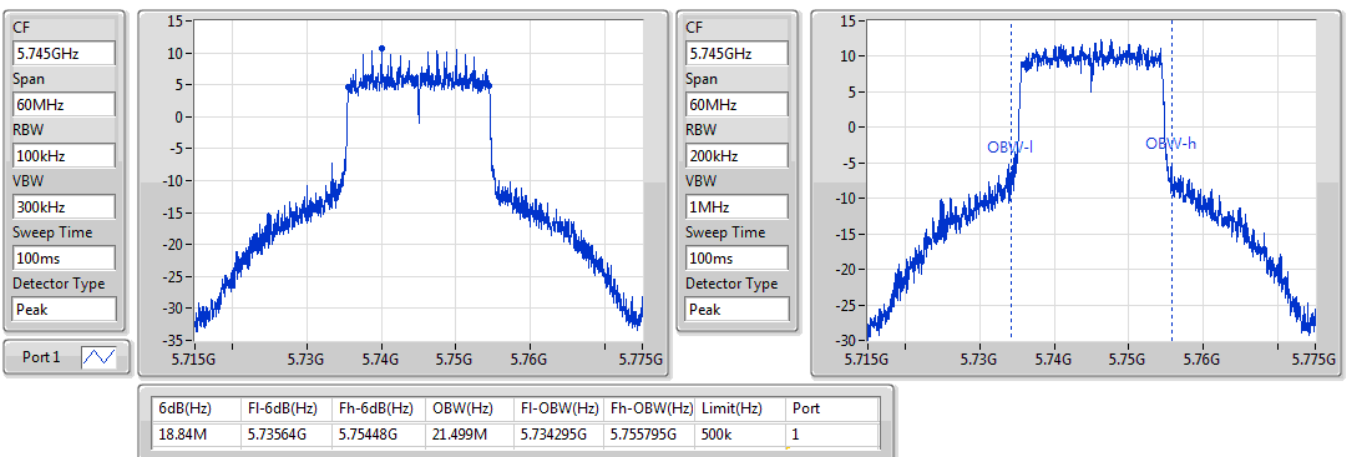 CF
5.745GHz
Span
60MHz
RBW
100kHz
VBW
300kHz
Sweep Time
100ms
Detector Type
Peak
Port 1
15
10
5
0
-5
-10
-15
-20
-25
-30
-35
5.715G 5.73G 5.74G 5.75G 5.76G 5.775G
CF
5.745GHz
Span
60MHz
RBW
200kHz
VBW
1MHz
Sweep Time
100ms
Detector Type
Peak
15
10
5
0
-5
-10
-15
-20
-25
-30
OBW-l OBW-h
5.715G 5.73G 5.74G 5.75G 5.76G 5.775G
6dB(Hz) Fl-6dB(Hz) Fh-6dB(Hz) OBW(Hz) Fl-OBW(Hz) Fh-OBW(Hz) Limit(Hz) Port
18.84M 5.73564G 5.75448G 21.499M 5.734295G 5.755795G 500k 1